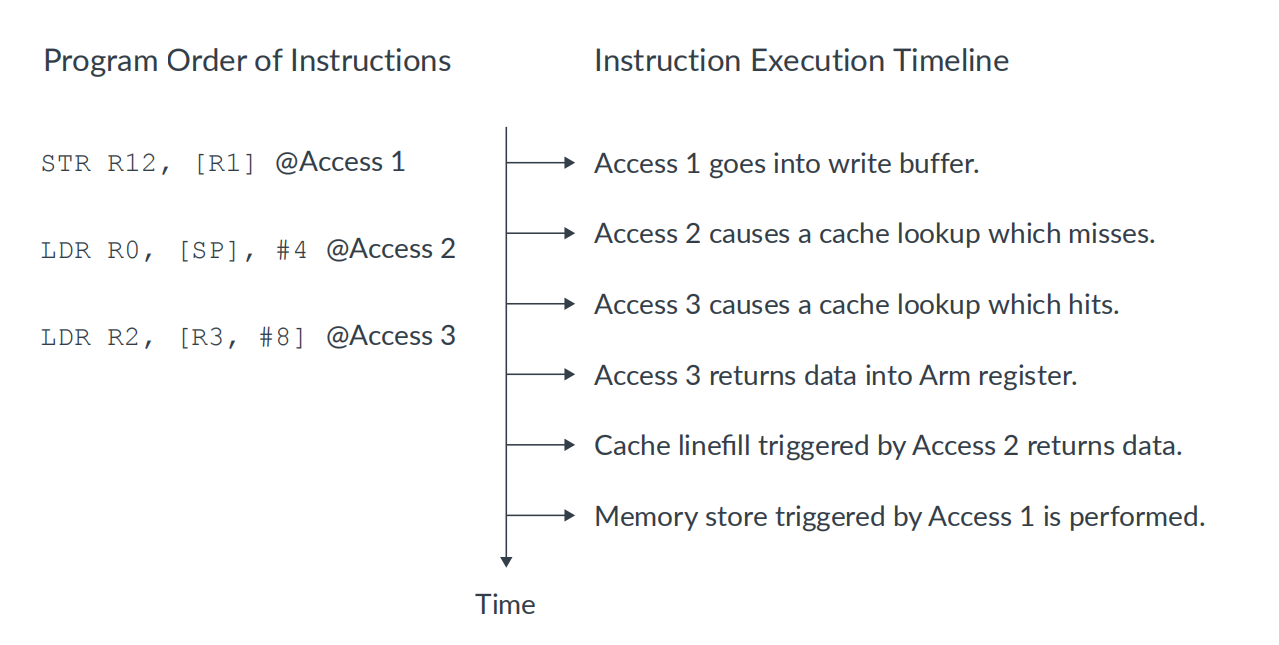 Program Order of Instructions
Instruction Execution Timeline
STR R12, [R1] @Access 1
LDR R0, [SP], #4 @Access 2
LDR R2, [R3, #8] @Access 3
Access 1 goes into write buffer.
Access 2 causes a cache lookup which misses.
Access 3 causes a cache lookup which hits.
Access 3 returns data into Arm register.
Cache linefill triggered by Access 2 returns data.
Memory store triggered by Access 1 is performed.
Time